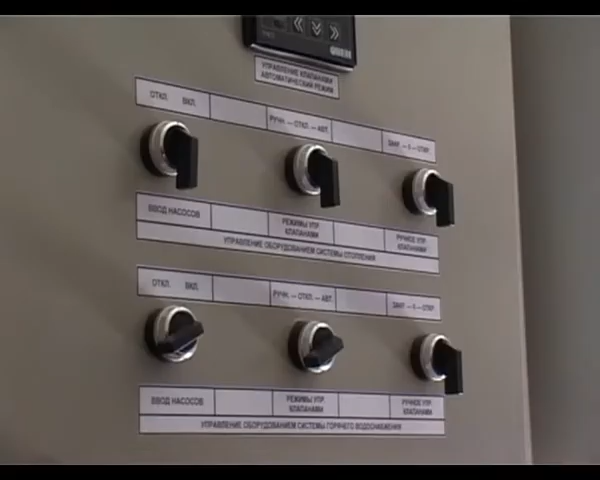 ОВЕН
УПРАВЛЕНИЕ КЛАПАНАМИ
АВТОМАТИЧЕСКИЙ РЕЖИМ
ОТКЛ. ВКЛ. РУЧН. — ОТКЛ. — АВТ. ЗАКР. — 0 — ОТКР.
ВВОД НАСОСОВ РЕЖИМЫ УПР. КЛАПАНАМИ РУЧНОЕ УПР. КЛАПАНАМИ
УПРАВЛЕНИЕ ОБОРУДОВАНИЕМ СИСТЕМЫ ОТОПЛЕНИЯ
ОТКЛ. ВКЛ. РУЧН. — ОТКЛ. — АВТ. ЗАКР. — 0 — ОТКР.
ВВОД НАСОСОВ РЕЖИМЫ УПР. КЛАПАНАМИ РУЧНОЕ УПР. КЛАПАНАМИ
УПРАВЛЕНИЕ ОБОРУДОВАНИЕМ СИСТЕМЫ ГОРЯЧЕГО ВОДОСНАБЖЕНИЯ